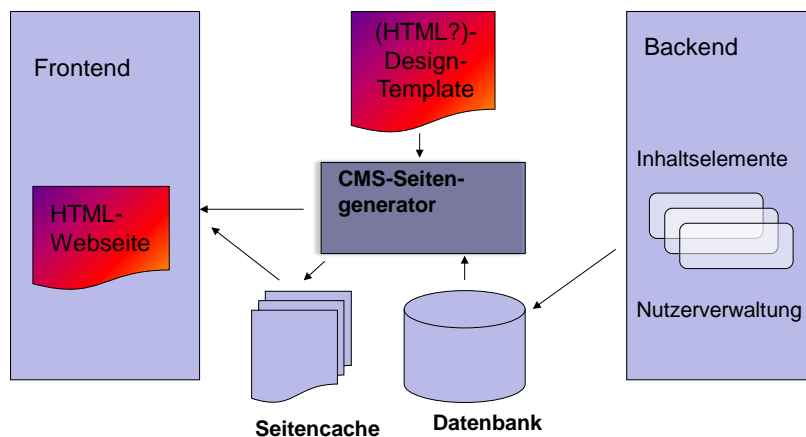 Frontend
(HTML?)-
Design-
Template
Backend
CMS-Seiten-
generator
Inhaltselemente
HTML-
Webseite
Nutzerverwaltung
Seitencache
Datenbank